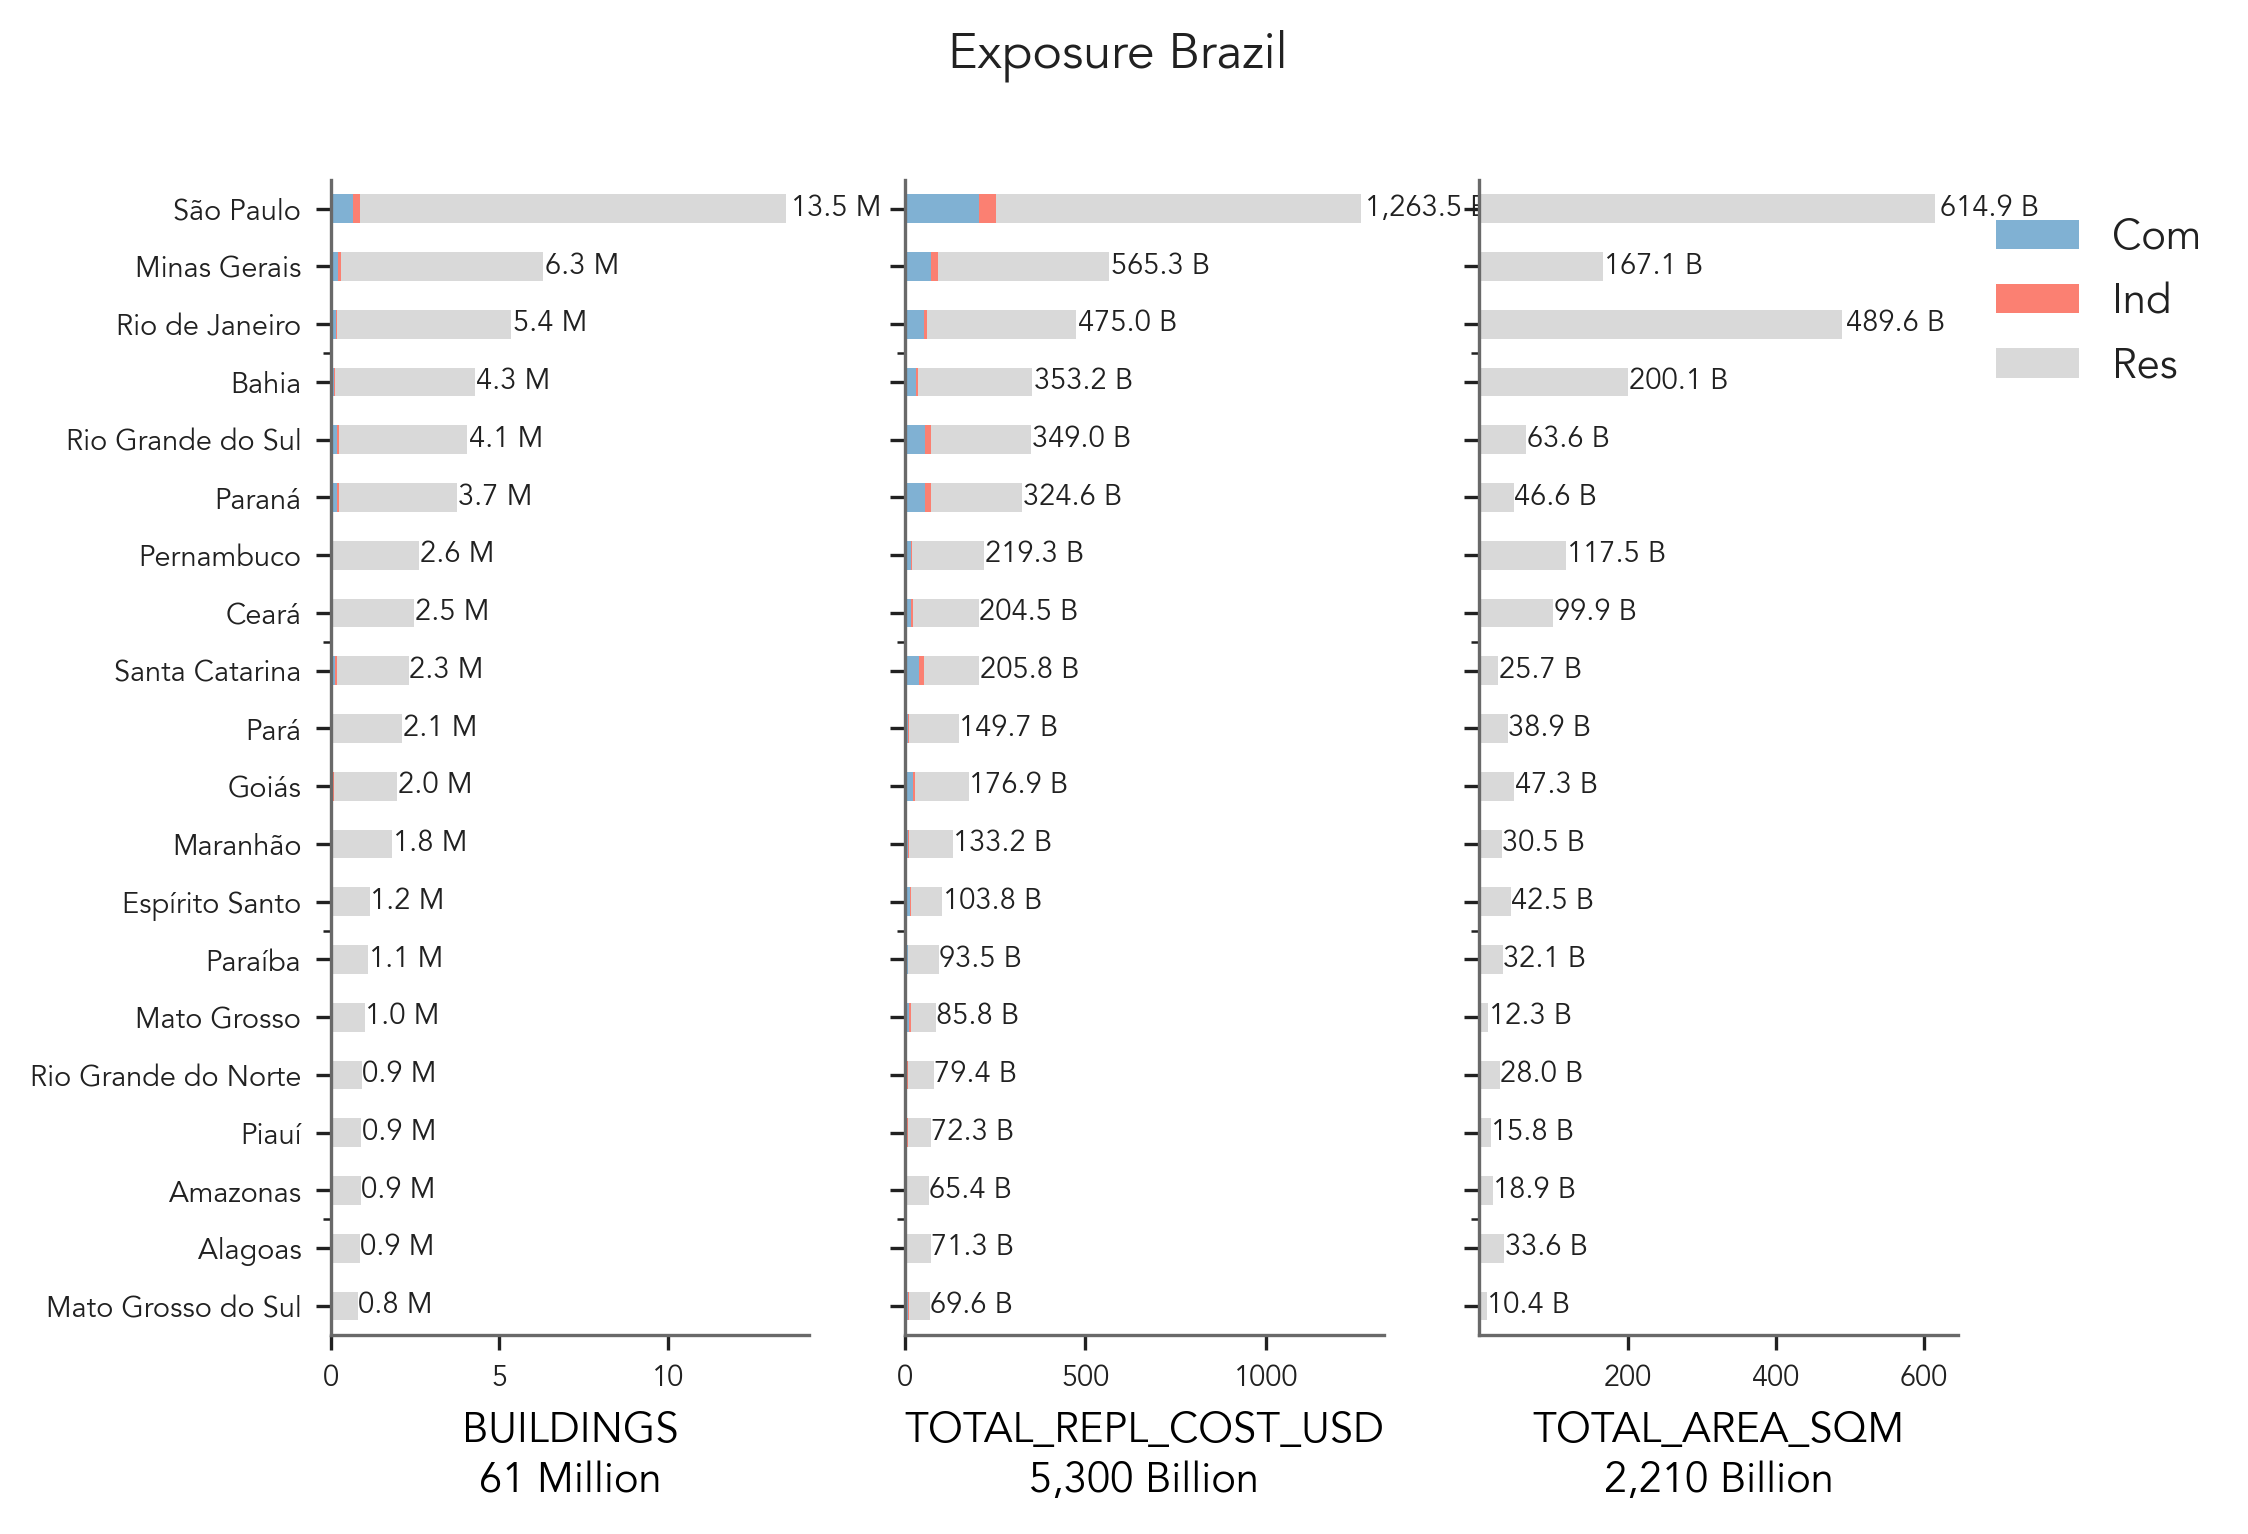 Exposure Brazil
São Paulo 13.5 M 1,263.5 614.9 B
Minas Gerais 6.3 M 565.3 B 167.1 B
Rio de Janeiro 5.4 M 475.0 B 489.6 B
Bahia 4.3 M 353.2 B 200.1 B
Rio Grande do Sul 4.1 M 349.0 B 63.6 B
Paraná 3.7 M 324.6 B 46.6 B
Pernambuco 2.6 M 219.3 B 117.5 B
Ceará 2.5 M 204.5 B 99.9 B
Santa Catarina 2.3 M 205.8 B 25.7 B
Pará 2.1 M 149.7 B 38.9 B
Goiás 2.0 M 176.9 B 47.3 B
Maranhão 1.8 M 133.2 B 30.5 B
Espírito Santo 1.2 M 103.8 B 42.5 B
Paraíba 1.1 M 93.5 B 32.1 B
Mato Grosso 1.0 M 85.8 B 12.3 B
Rio Grande do Norte 0.9 M 79.4 B 28.0 B
Piauí 0.9 M 72.3 B 15.8 B
Amazonas 0.9 M 65.4 B 18.9 B
Alagoas 0.9 M 71.3 B 33.6 B
Mato Grosso do Sul 0.8 M 69.6 B 10.4 B
0 5 10 0 500 1000 200 400 600
BUILDINGS TOTAL_REPL_COST_USD TOTAL_AREA_SQM
61 Million 5,300 Billion 2,210 Billion
Com
Ind
Res